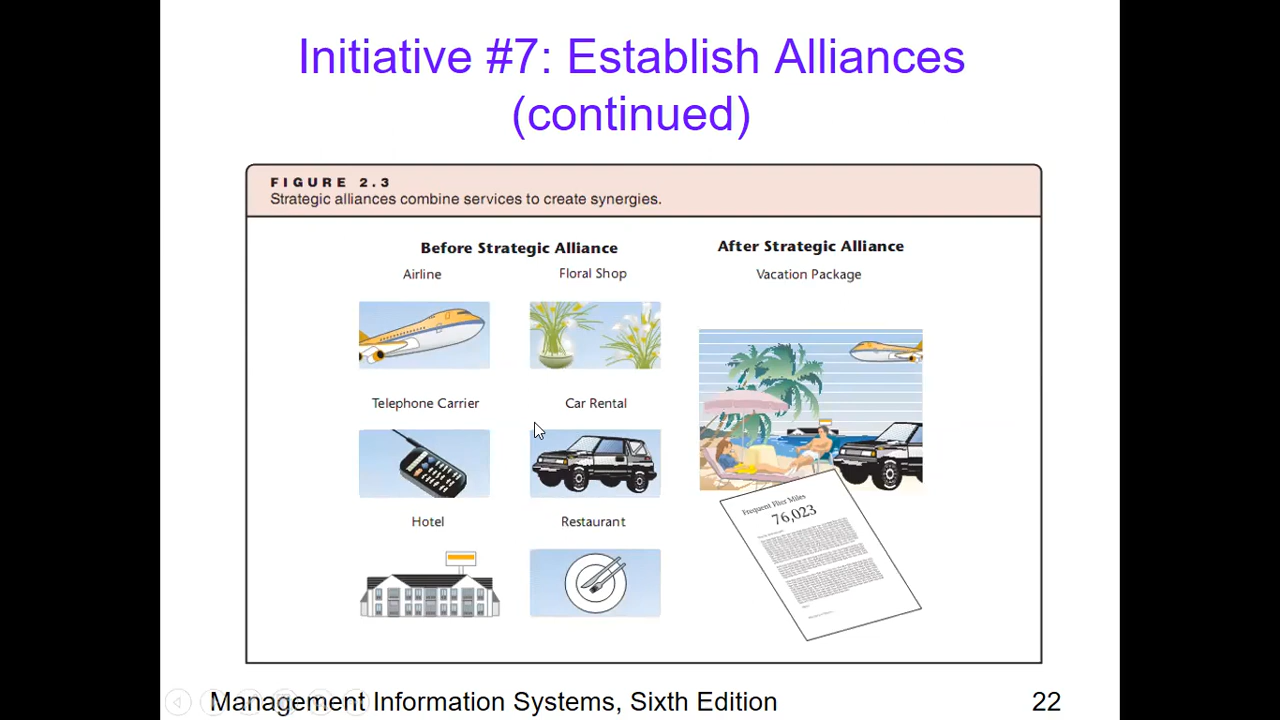 Initiative #7: Establish Alliances
(continued)
FIGURE 2.3
Strategic alliances combine services to create synergies.
Before Strategic Alliance
Airline
Floral Shop
Telephone Carrier
Car Rental
Hotel
Restaurant
After Strategic Alliance
Vacation Package
Frequent Flier Miles
76,023
Management Information Systems, Sixth Edition
22